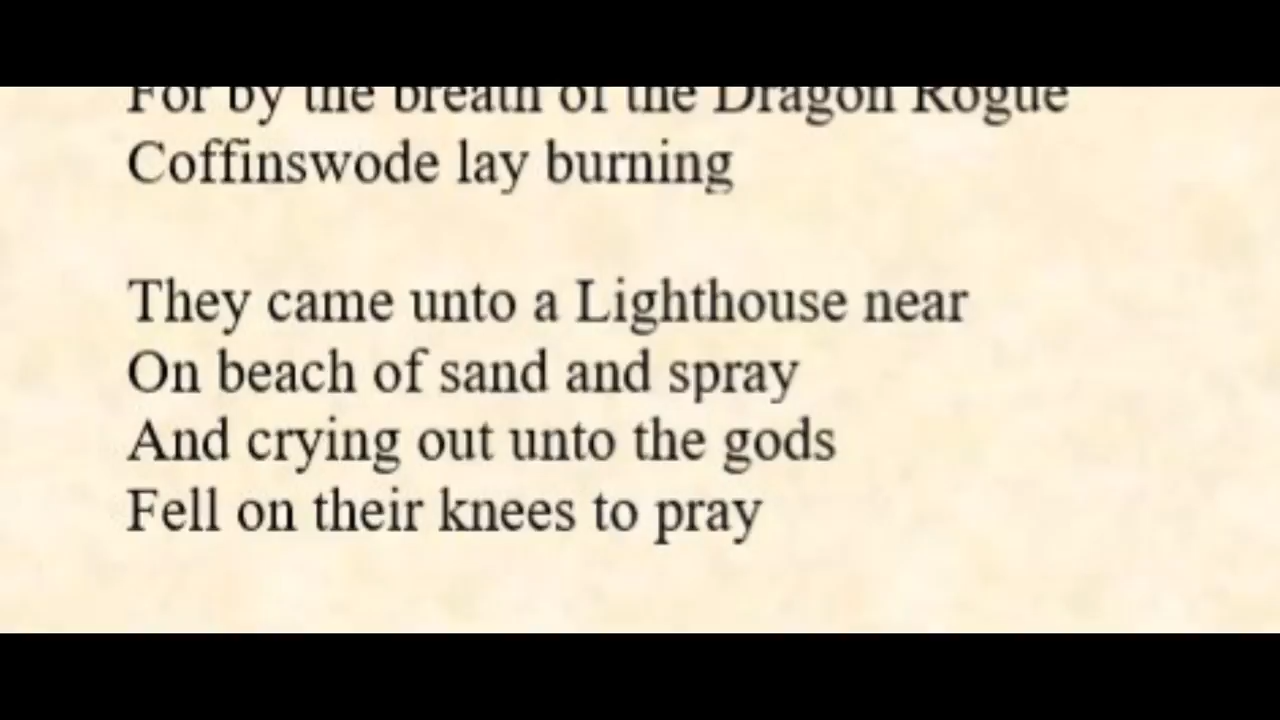 For by the breath of the Dragon Rogue
Coffinswode lay burning
They came unto a Lighthouse near
On beach of sand and spray
And crying out unto the gods
Fell on their knees to pray